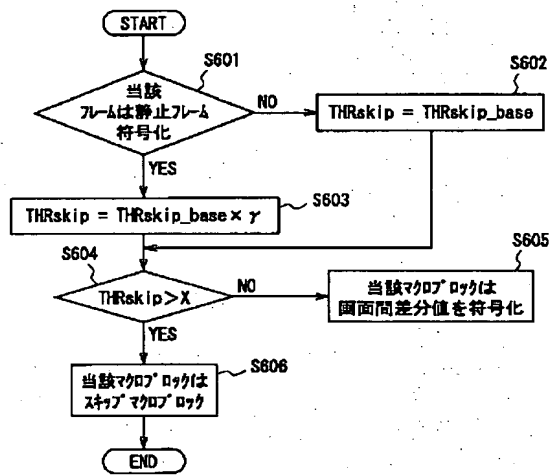 START
S601
当該
フレームは静止フレーム
符号化
NO
S602
THRskip = THRskip_base
YES
S603
THRskip = THRskip_base × γ
S604
THRskip > X
NO
S605
当該マクロブロックは
画面間差分値を符号化
YES
S606
当該マクロブロックは
スキップマクロブロック
END